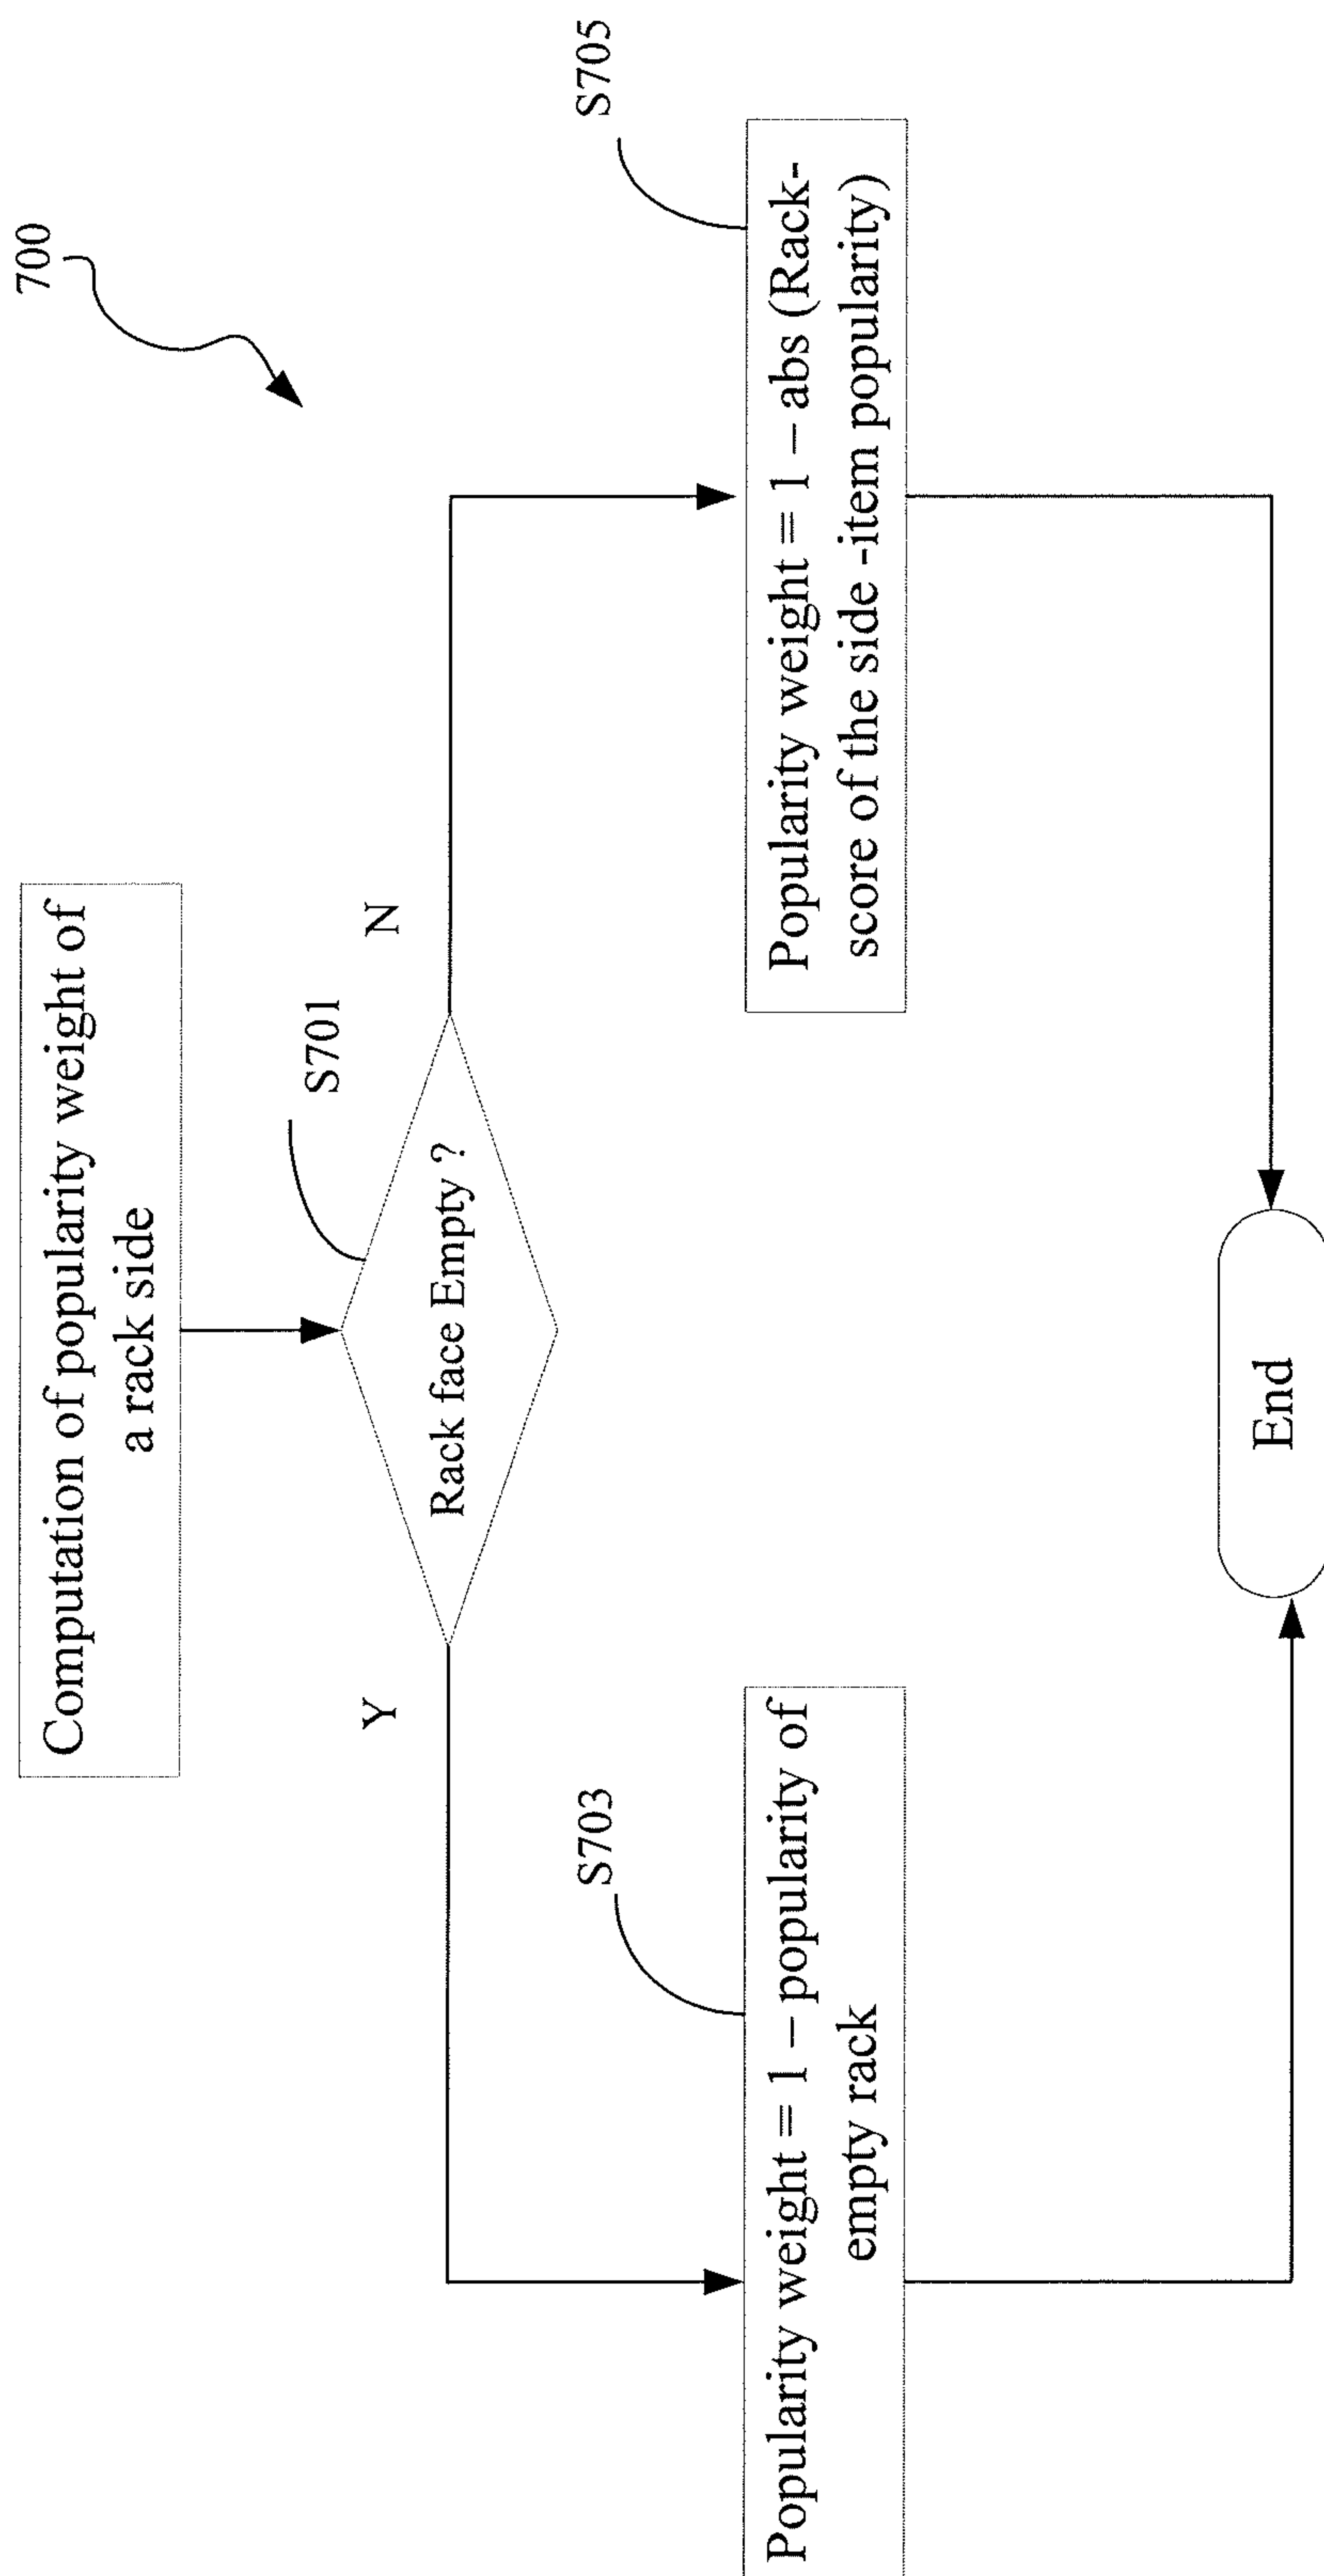 700
Computation of popularity weight of
a rack side
S701
Rack face Empty ?
Y
N
S703
Popularity weight = 1 – popularity of
empty rack
S705
Popularity weight = 1 – abs (Rack-
score of the side -item popularity)
End